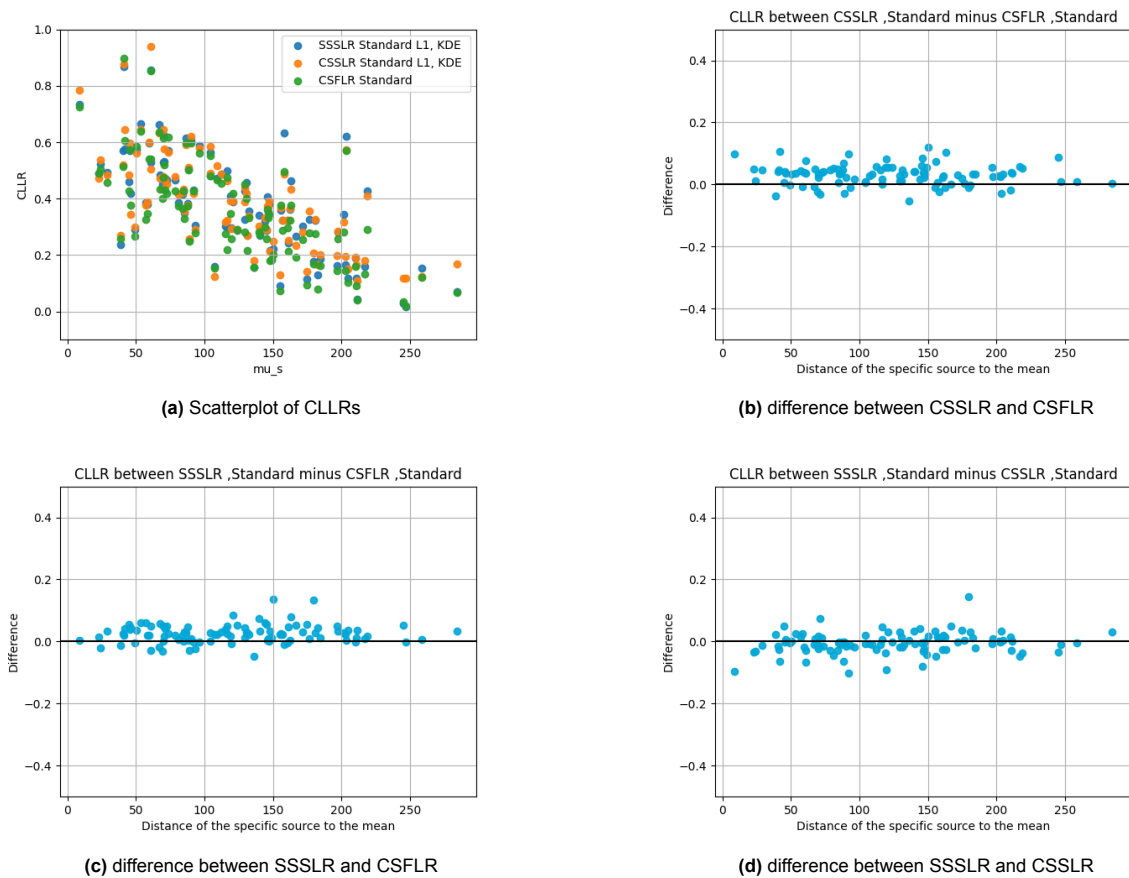 1.0
0.8
0.6
0.4
0.2
0.0
CLLR
0
50
100
150
200
250
mu_s
SSSLR Standard L1, KDE
CSSLR Standard L1, KDE
CSFLR Standard
(a) Scatterplot of CLLRs
CLLR between CSSLR ,Standard minus CSFLR ,Standard
0.4
0.2
0.0
−0.2
−0.4
Difference
0
50
100
150
200
250
Distance of the specific source to the mean
(b) difference between CSSLR and CSFLR
CLLR between SSSLR ,Standard minus CSFLR ,Standard
0.4
0.2
0.0
−0.2
−0.4
Difference
0
50
100
150
200
250
Distance of the specific source to the mean
(c) difference between SSSLR and CSFLR
CLLR between SSSLR ,Standard minus CSSLR ,Standard
0.4
0.2
0.0
−0.2
−0.4
Difference
0
50
100
150
200
250
Distance of the specific source to the mean
(d) difference between SSSLR and CSSLR